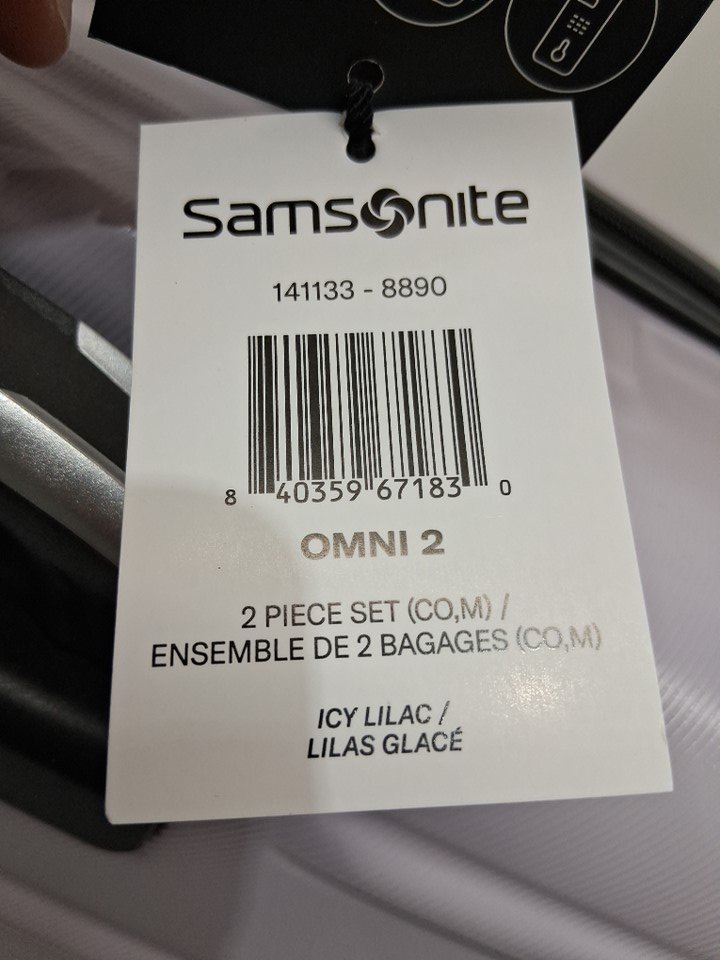 Samsonite
141133 - 8890
8 40359 67183 0
OMNI 2
2 PIECE SET (CO,M) /
ENSEMBLE DE 2 BAGAGES (CO,M)
ICY LILAC /
LILAS GLACÉ